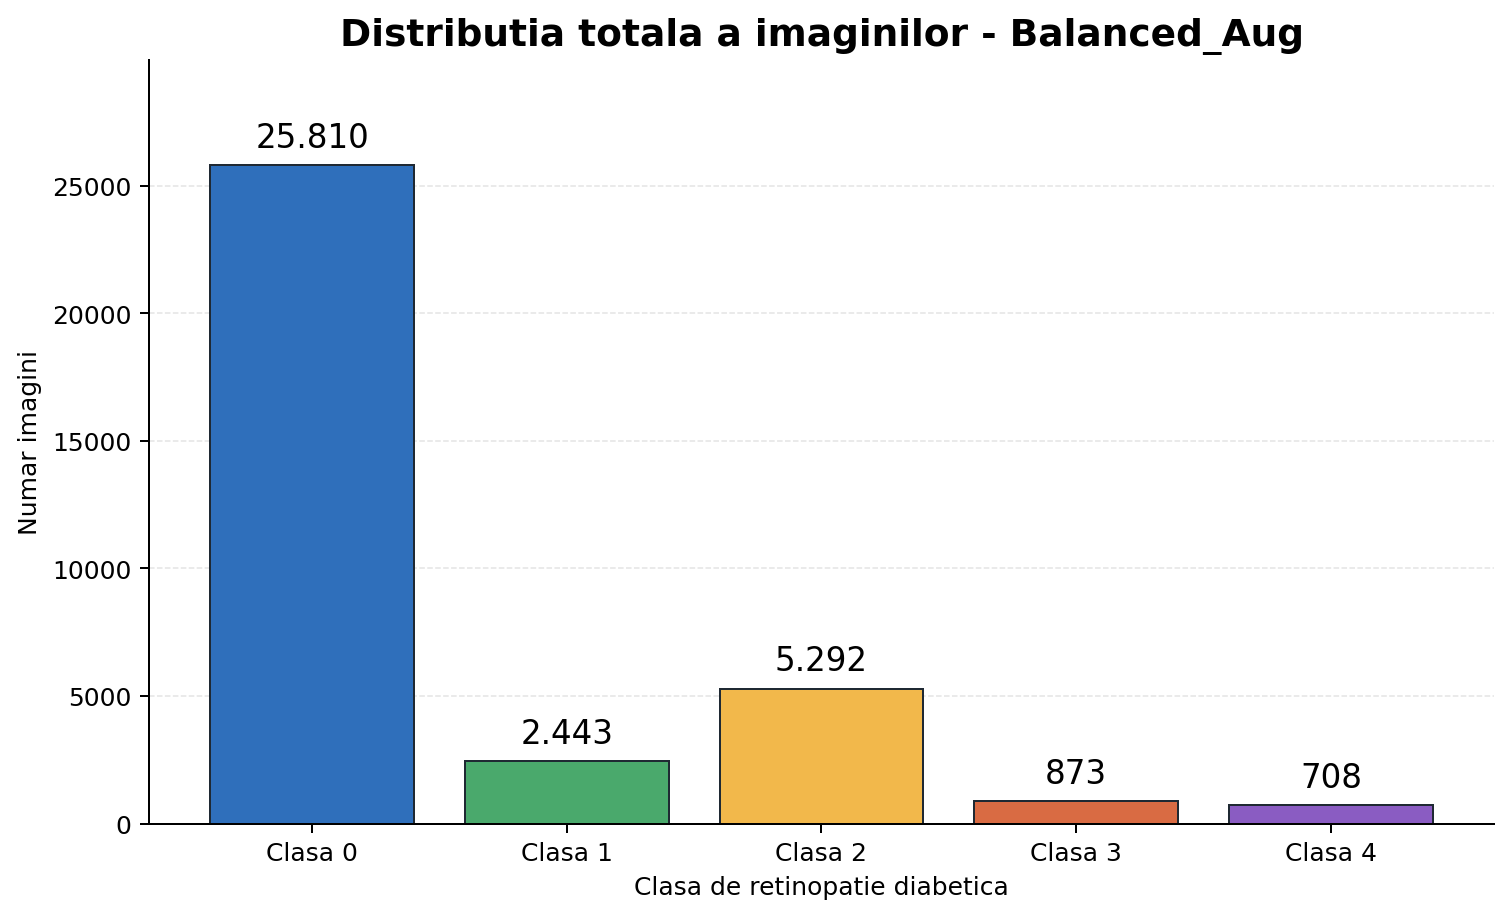 Distributia totala a imaginilor - Balanced_Aug
25.810
25000
20000
Numar imagini
15000
10000
5.292
5000
2.443
873
708
0
Clasa 0
Clasa 1
Clasa 2
Clasa 3
Clasa 4
Clasa de retinopatie diabetica